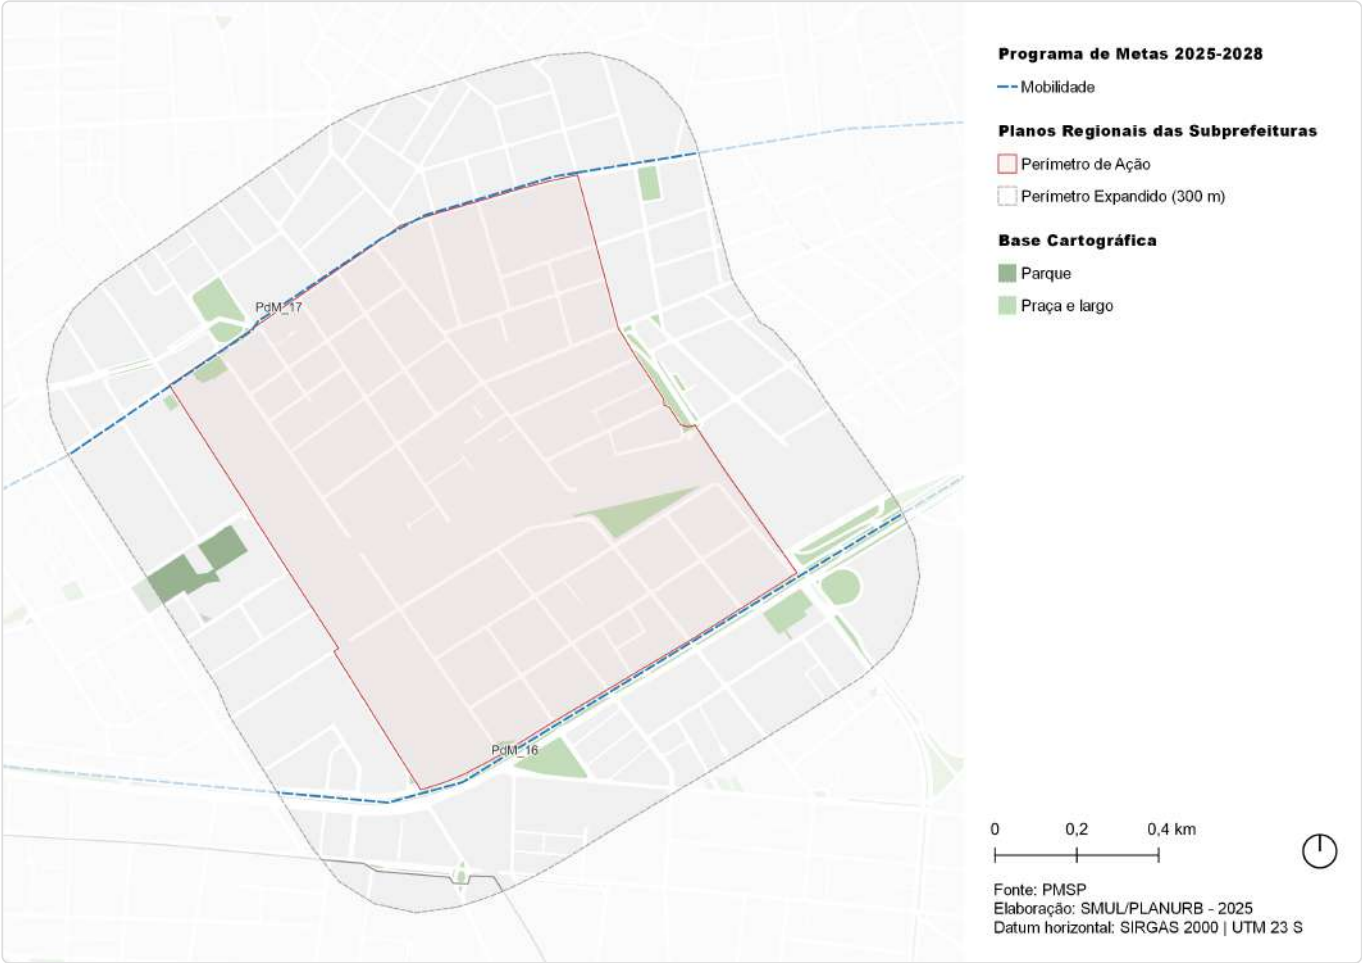 Programa de Metas 2025-2028
Mobilidade
Planos Regionais das Subprefeituras
Perímetro de Ação
Perímetro Expandido (300 m)
Base Cartográfica
Parque
Praça e largo
PdM_17
PdM_16
0 0,2 0,4 km
Fonte: PMSP
Elaboração: SMUL/PLANURB - 2025
Datum horizontal: SIRGAS 2000 | UTM 23 S